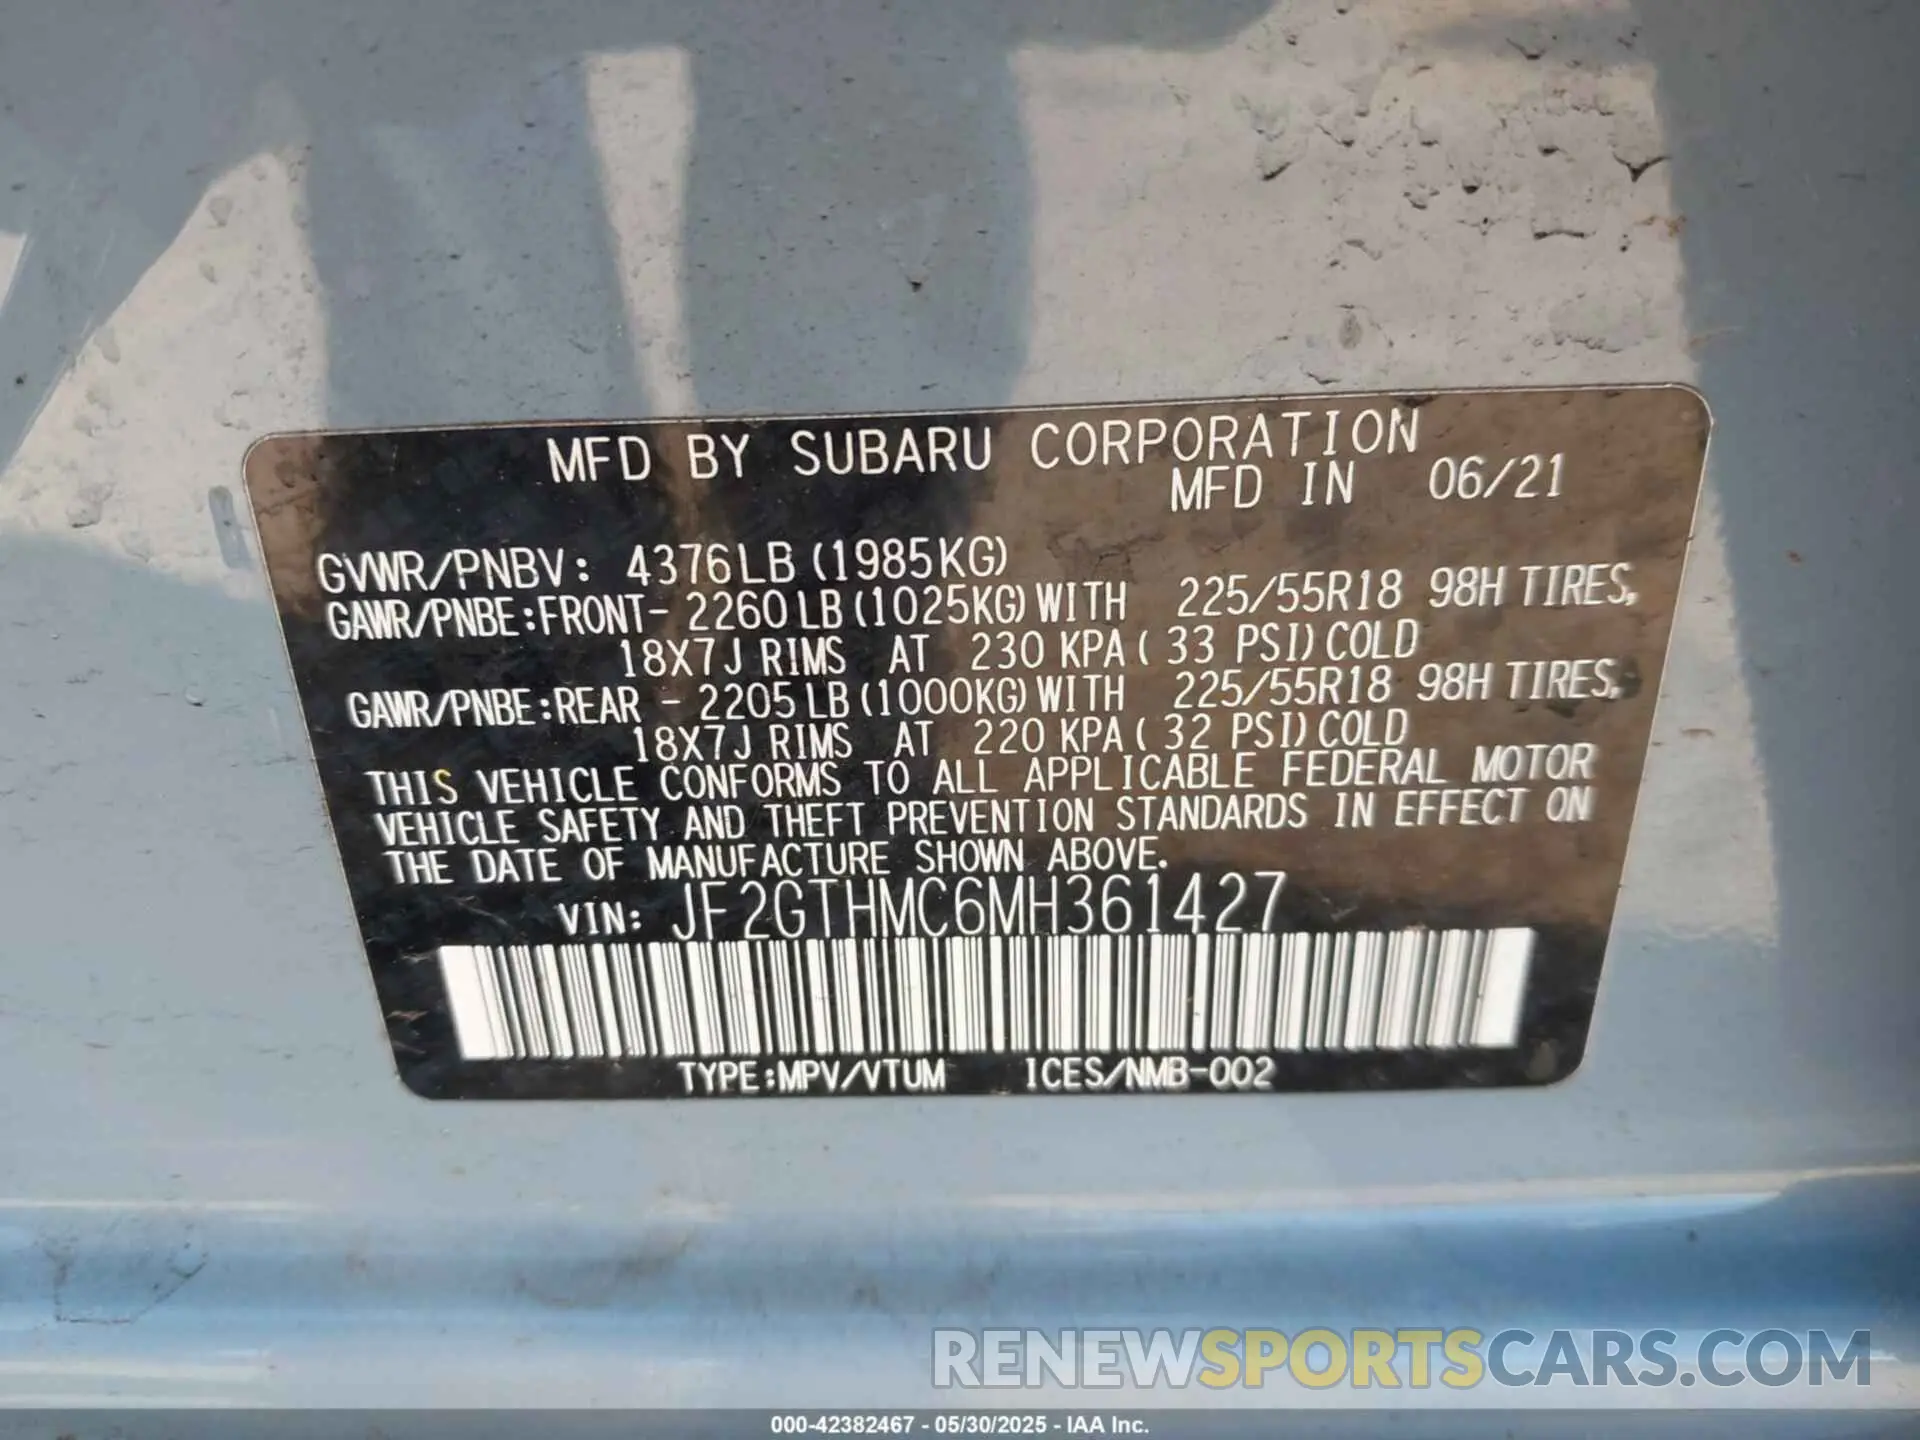 MFD BY SUBARU CORPORATION
MFD IN 06/21
GVWR/PNBV: 4376LB (1985KG)
GAWR/PNBE:FRONT- 2260LB (1025KG) WITH 225/55R18 98H TIRES,
18X7J RIMS AT 230 KPA ( 33 PSI) COLD
GAWR/PNBE:REAR - 2205LB (1000KG) WITH 225/55R18 98H TIRES,
18X7J RIMS AT 220 KPA ( 32 PSI) COLD
THIS VEHICLE CONFORMS TO ALL APPLICABLE FEDERAL MOTOR
VEHICLE SAFETY AND THEFT PREVENTION STANDARDS IN EFFECT ON
THE DATE OF MANUFACTURE SHOWN ABOVE.
VIN: JF2GTHMC6MH361427
TYPE:MPV/VTUM ICES/NMB-002
RENEWSPORTSCARS.COM
000-42382467 - 05/30/2025 - IAA Inc.